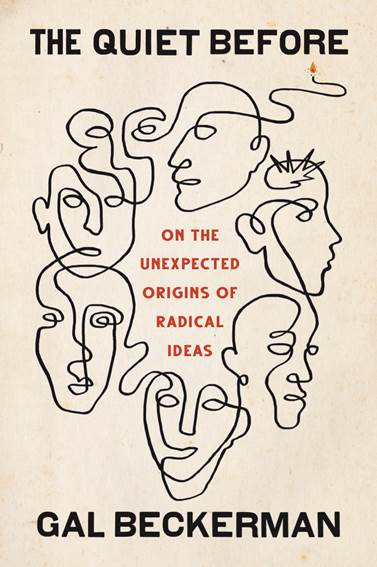 THE QUIET BEFORE
ON THE
UNEXPECTED
ORIGINS OF
RADICAL
IDEAS
GAL BECKERMAN